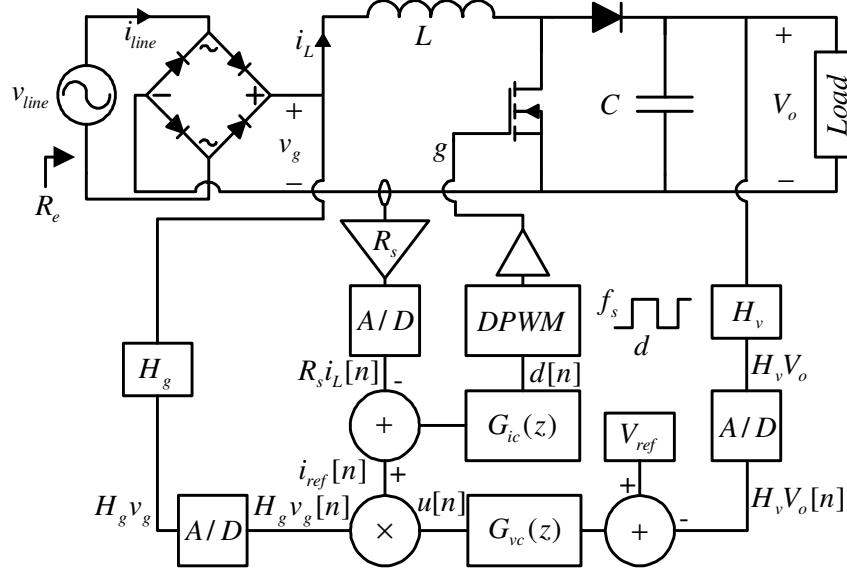 i_line
i_L
L
+
v_line
~
−
+
~
+
v_g
−
g
C
+
V_o
−
Load
R_e
R_s
A/D
DPWM
f_s
d
H_v
H_g
R_s i_L[n]
-
d[n]
H_v V_o
+
G_ic(z)
V_ref
A/D
i_ref[n]
+
+
H_g v_g
A/D
H_g v_g[n]
×
u[n]
G_vc(z)
+
-
H_v V_o[n]